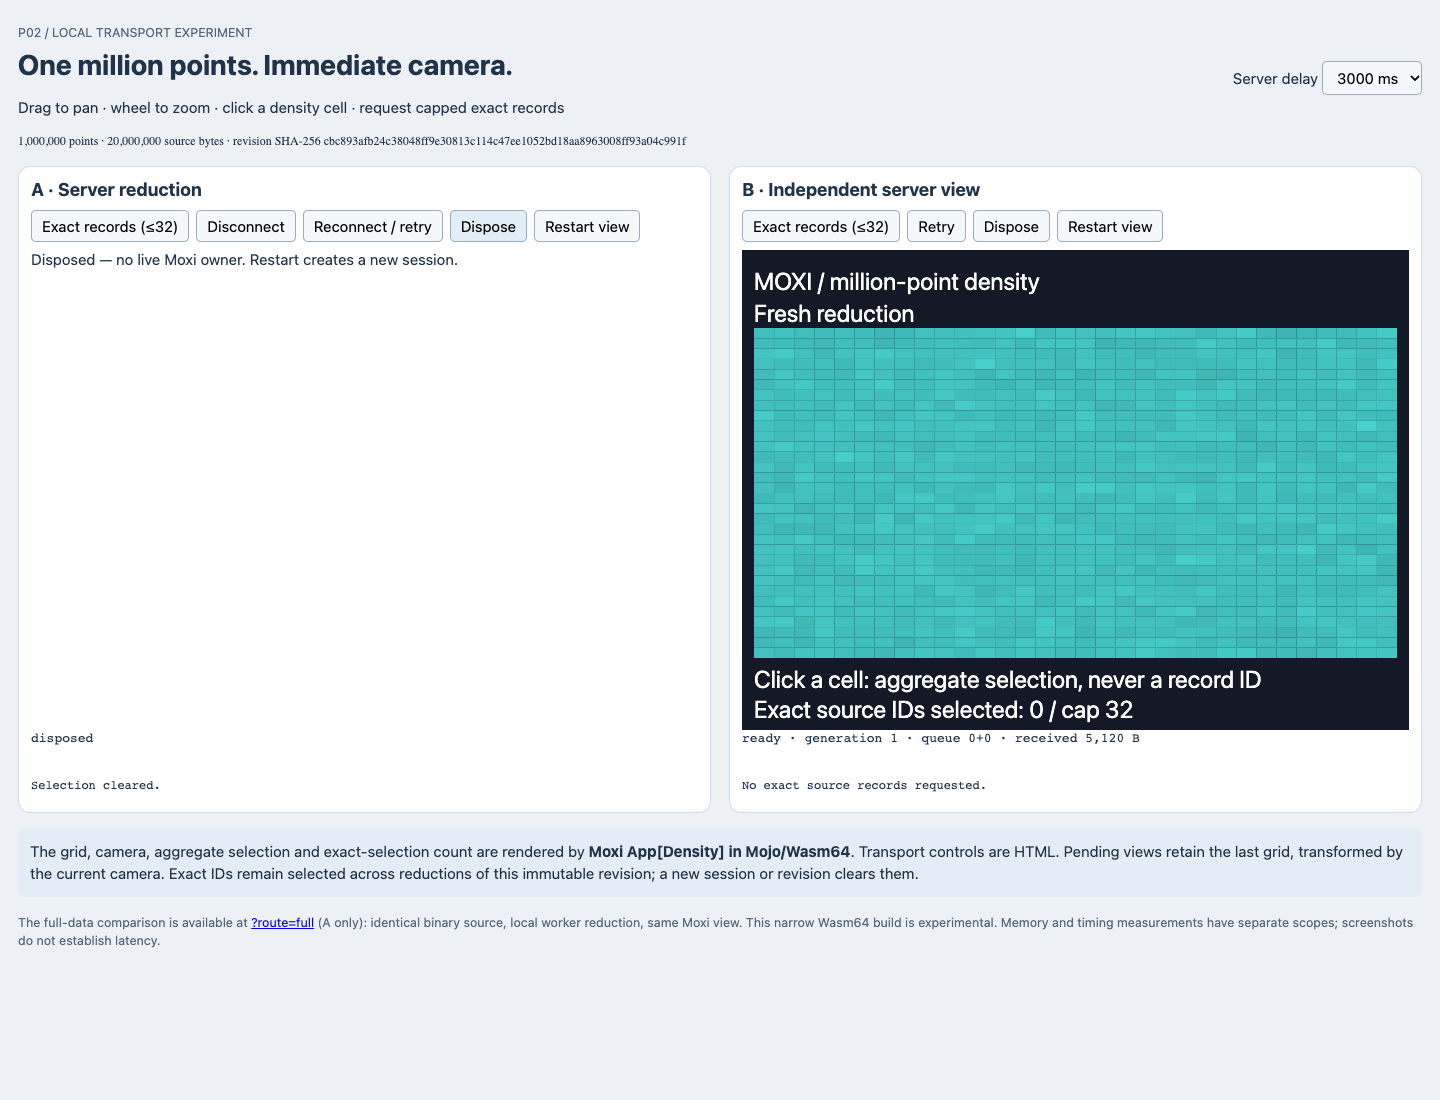 P02 / LOCAL TRANSPORT EXPERIMENT
One million points. Immediate camera.
Server delay 3000 ms
Drag to pan · wheel to zoom · click a density cell · request capped exact records
1,000,000 points · 20,000,000 source bytes · revision SHA-256 cbc893afb24c38048ff9e30813c114c47ee1052bd18aa8963008ff93a04c991f
A · Server reduction
Exact records (≤32) Disconnect Reconnect / retry Dispose Restart view
Disposed — no live Moxi owner. Restart creates a new session.
disposed
Selection cleared.
B · Independent server view
Exact records (≤32) Retry Dispose Restart view
MOXI / million-point density
Fresh reduction
Click a cell: aggregate selection, never a record ID
Exact source IDs selected: 0 / cap 32
ready · generation 1 · queue 0+0 · received 5,120 B
No exact source records requested.
The grid, camera, aggregate selection and exact-selection count are rendered by Moxi App[Density] in Mojo/Wasm64. Transport controls are HTML. Pending views retain the last grid, transformed by
the current camera. Exact IDs remain selected across reductions of this immutable revision; a new session or revision clears them.
The full-data comparison is available at ?route=full (A only): identical binary source, local worker reduction, same Moxi view. This narrow Wasm64 build is experimental. Memory and timing measurements have separate scopes; screenshots
do not establish latency.